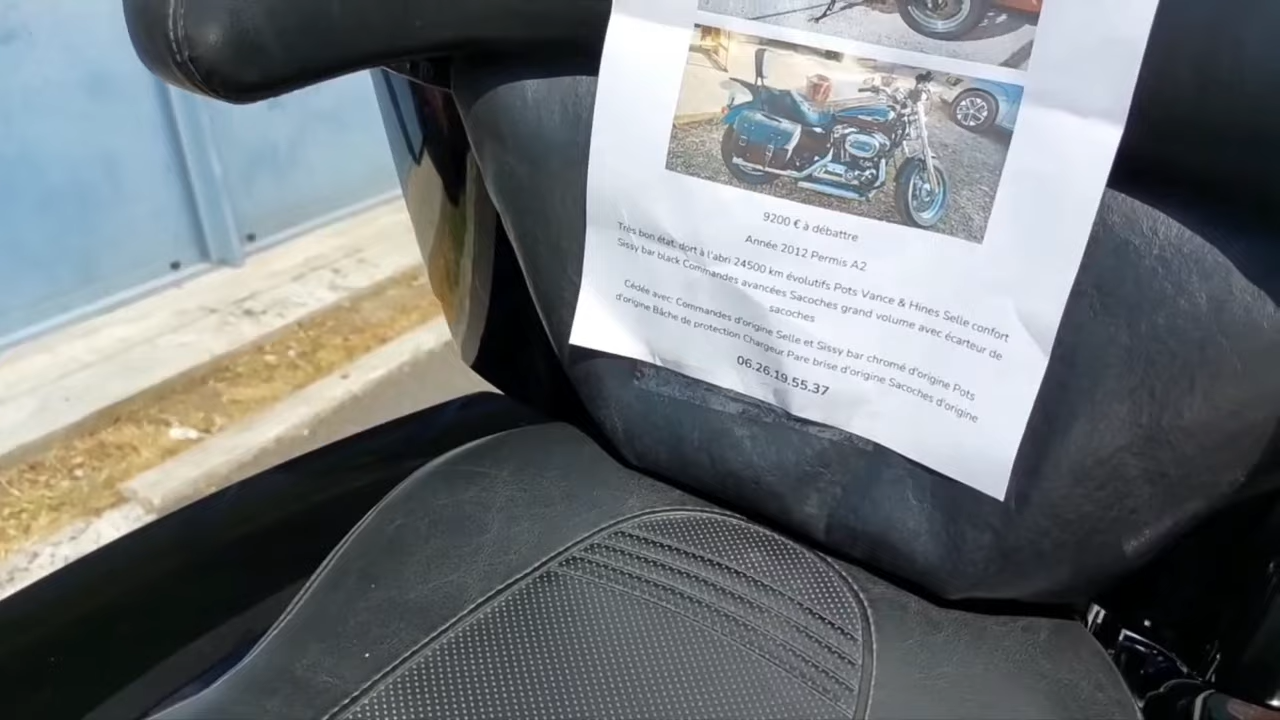 9200 € à débattre
Année 2012 Permis A2
Très bon état, dort à l'abri 24500 km évolutifs Pots Vance & Hines Selle confort
Sissy bar black Commandes avancées Sacoches grand volume avec écarteur de
sacoches
Cédée avec: Commandes d'origine Selle et Sissy bar chromé d'origine Pots
d'origine Bâche de protection Chargeur Pare brise d'origine Sacoches d'origine
06.26.19.55.37